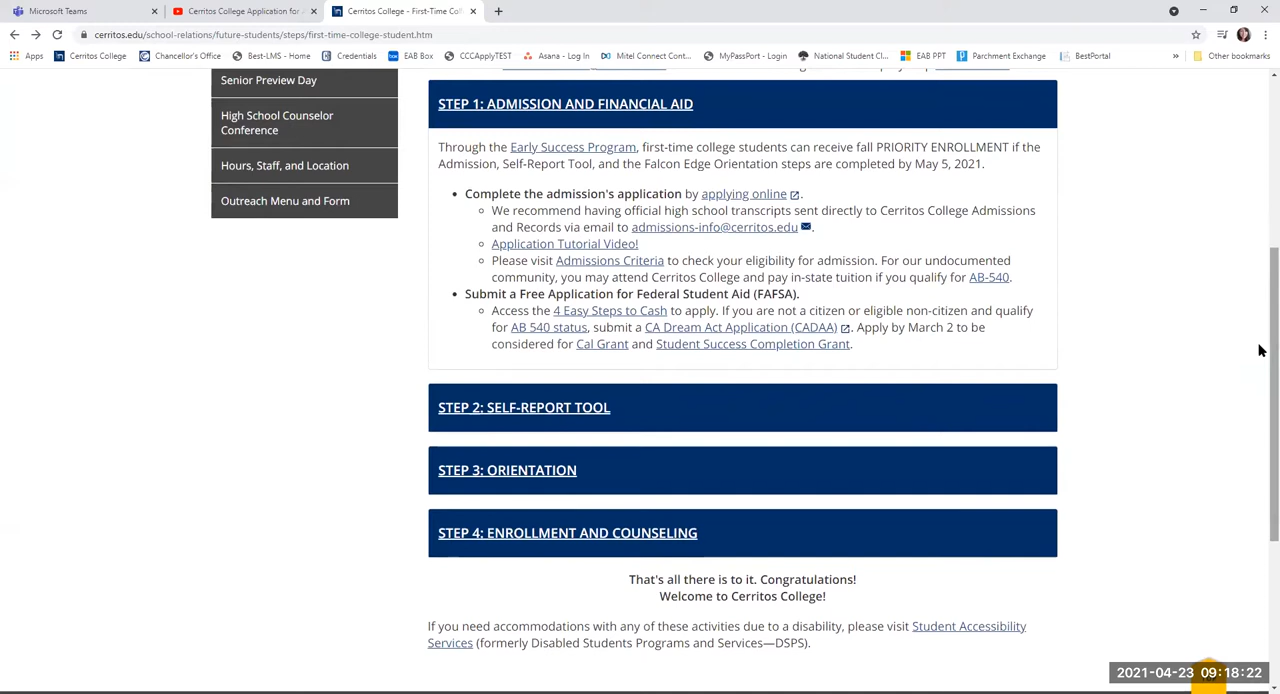 Microsoft Teams
Cerritos College Application for A
Cerritos College - First-Time Coll
cerritos.edu/school-relations/future-students/steps/first-time-college-student.htm
Apps
Cerritos College
Chancellor's Office
Best-LMS - Home
Credentials
EAB Box
CCCApplyTEST
Asana - Log In
Mitel Connect Cont...
MyPassPort - Login
National Student Cl...
EAB PPT
Parchment Exchange
BestPortal
»
Other bookmarks
Senior Preview Day
High School Counselor
Conference
Hours, Staff, and Location
Outreach Menu and Form
STEP 1: ADMISSION AND FINANCIAL AID
Through the Early Success Program, first-time college students can receive fall PRIORITY ENROLLMENT if the
Admission, Self-Report Tool, and the Falcon Edge Orientation steps are completed by May 5, 2021.
• Complete the admission's application by applying online.
We recommend having official high school transcripts sent directly to Cerritos College Admissions
and Records via email to admissions-info@cerritos.edu.
Application Tutorial Video!
Please visit Admissions Criteria to check your eligibility for admission. For our undocumented
community, you may attend Cerritos College and pay in-state tuition if you qualify for AB-540.
• Submit a Free Application for Federal Student Aid (FAFSA).
Access the 4 Easy Steps to Cash to apply. If you are not a citizen or eligible non-citizen and qualify
for AB 540 status, submit a CA Dream Act Application (CADAA). Apply by March 2 to be
considered for Cal Grant and Student Success Completion Grant.
STEP 2: SELF-REPORT TOOL
STEP 3: ORIENTATION
STEP 4: ENROLLMENT AND COUNSELING
That's all there is to it. Congratulations!
Welcome to Cerritos College!
If you need accommodations with any of these activities due to a disability, please visit Student Accessibility
Services (formerly Disabled Students Programs and Services—DSPS).
2021-04-23 09:18:22